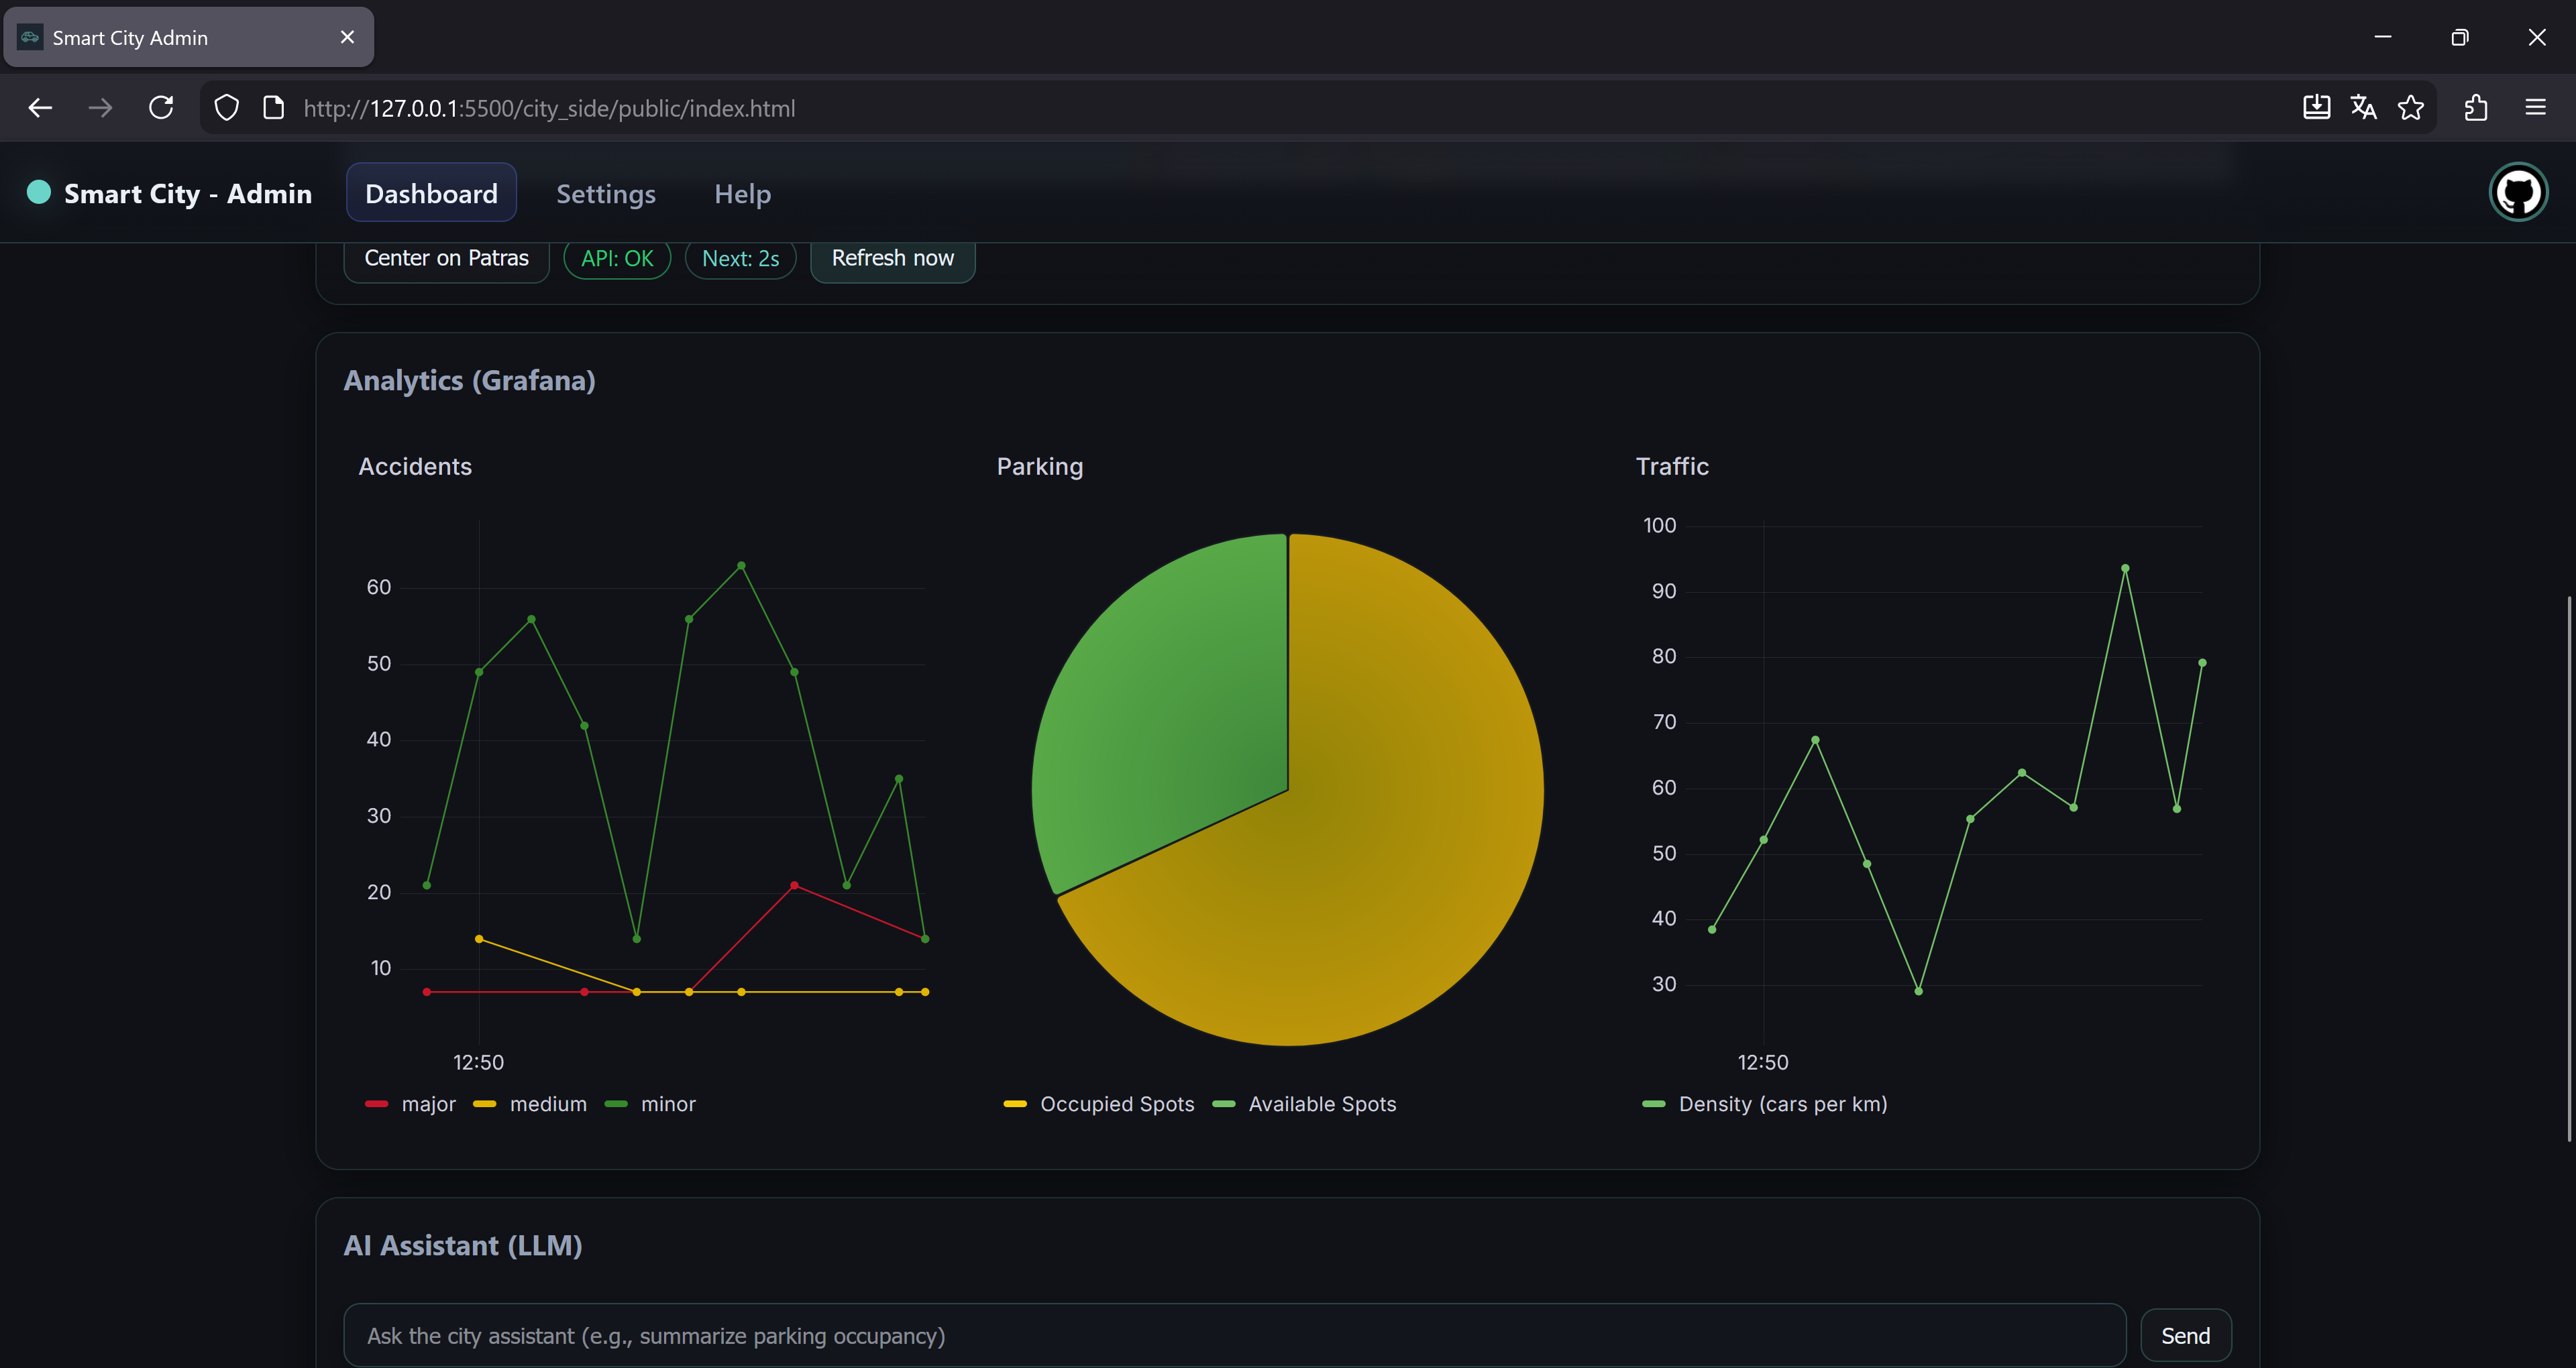 Smart City Admin
http://127.0.0.1:5500/city_side/public/index.html
Smart City - Admin Dashboard Settings Help
Center on Patras API: OK Next: 2s Refresh now
Analytics (Grafana)
Accidents
60
50
40
30
20
10
12:50
major medium minor
Parking
Occupied Spots Available Spots
Traffic
100
90
80
70
60
50
40
30
12:50
Density (cars per km)
AI Assistant (LLM)
Ask the city assistant (e.g., summarize parking occupancy) Send